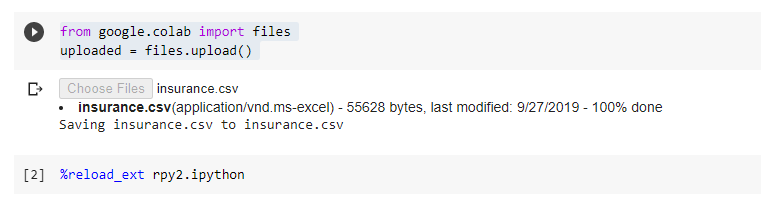 from google.colab import files
uploaded = files.upload()
Choose Files insurance.csv
• insurance.csv(application/vnd.ms-excel) - 55628 bytes, last modified: 9/27/2019 - 100% done
Saving insurance.csv to insurance.csv
[2] %reload_ext rpy2.ipython